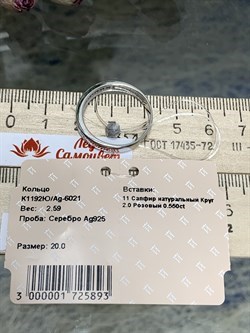 ГОСТ 17435-72
Самоцвет
Кольцо
К1192Ю/Ag-6021
Вес: 2.59
Проба: Серебро Ag925
Размер: 20.0
Вставки:
11 Сапфир натуральный Круг
2.0 Розовый 0.560ct
3 000001 725893